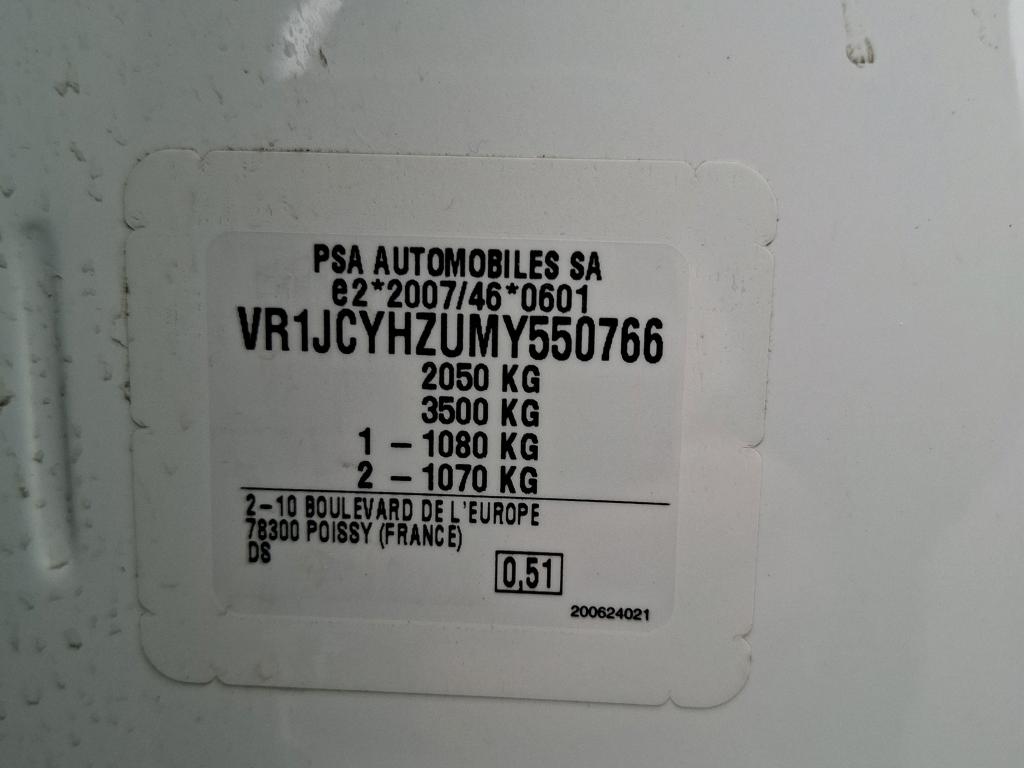 PSA AUTOMOBILES SA
e2*2007/46*0601
VR1JCYHZUMY550766
2050 KG
3500 KG
1 – 1080 KG
2 – 1070 KG
2–10 BOULEVARD DE L'EUROPE
78300 POISSY (FRANCE)
DS
0,51
200624021